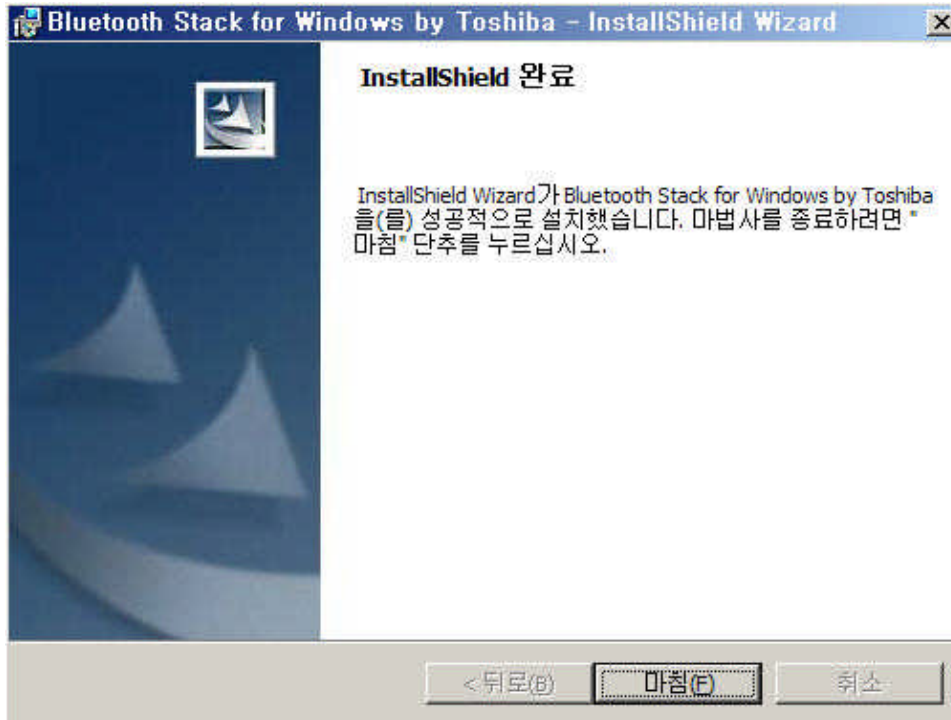 Bluetooth Stack for Windows by Toshiba - InstallShield Wizard
InstallShield 완료
InstallShield Wizard가 Bluetooth Stack for Windows by Toshiba
을(를) 성공적으로 설치했습니다. 마법사를 종료하려면 "
마침" 단추를 누르십시오.
<뒤로(B) 마침(F) 취소